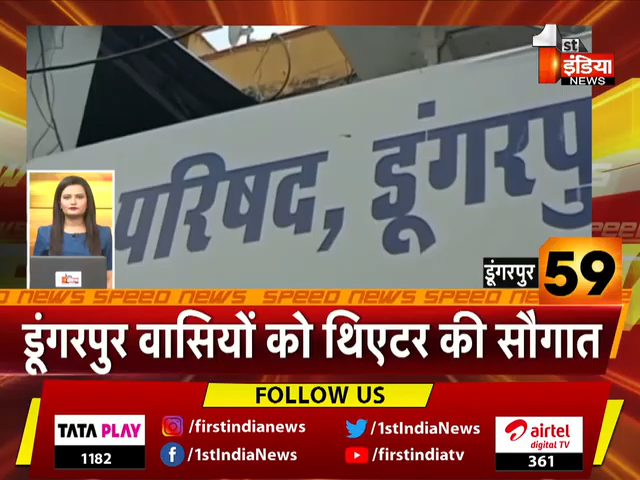 1st
इंडिया
NEWS
परिषद, डूंगरपु
डूंगरपुर
59
NEWS SPEED NEWS SPEED NEWS SPEED NEWS
डूंगरपुर वासियों को थिएटर की सौगात
FOLLOW US
TATA PLAY
1182
/firstindianews
/1stIndiaNews
/1stIndiaNews
/firstindiatv
airtel
digital TV
361